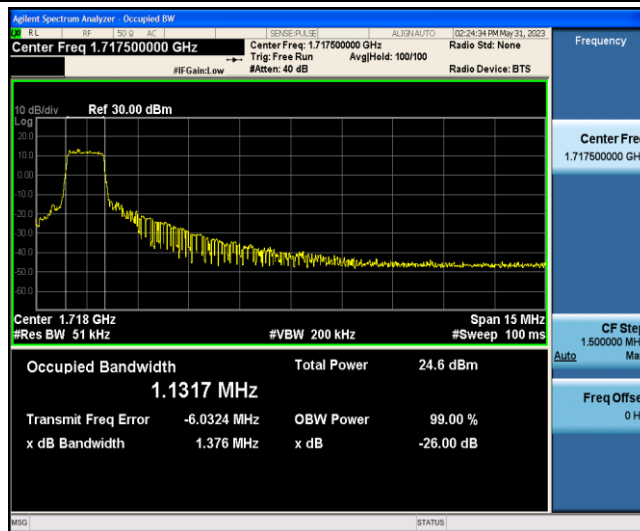 Agilent Spectrum Analyzer - Occupied BW
RL RF 50 Ω AC SENSE:PULSE ALIGNAUTO 02:24:34 PM May 31, 2023
Center Freq 1.717500000 GHz Center Freq: 1.717500000 GHz Radio Std: None
Trig: Free Run Avg|Hold: 100/100
#IFGain:Low #Atten: 40 dB Radio Device: BTS
Frequency
10 dB/div Ref 30.00 dBm
Log
20.0
10.0
0.00
-10.0
-20.0
-30.0
-40.0
-50.0
-60.0
Center 1.718 GHz Span 15 MHz
#Res BW 51 kHz #VBW 200 kHz #Sweep 100 ms
Occupied Bandwidth Total Power 24.6 dBm
1.1317 MHz
Transmit Freq Error -6.0324 MHz OBW Power 99.00 %
x dB Bandwidth 1.376 MHz x dB -26.00 dB
Center Fre
1.717500000 GH
CF Step
1.500000 MH
Auto Ma
Freq Offse
0 H
MSG STATUS